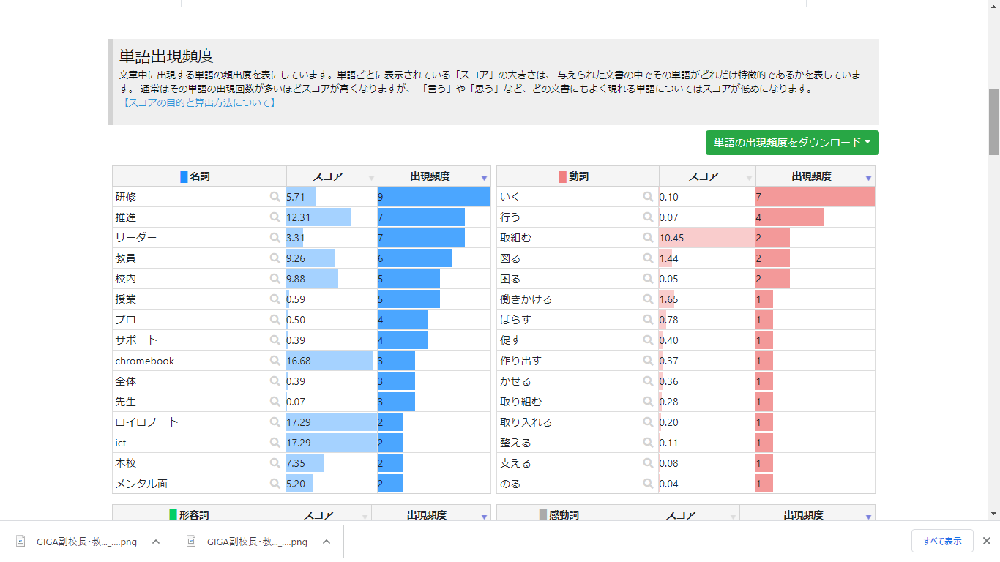 単語出現頻度
文章中に出現する単語の頻出度を表にしています。単語ごとに表示されている「スコア」の大きさは、与えられた文書の中でその単語がどれだけ特徴的であるかを表していま
す。 通常はその単語の出現回数が多いほどスコアが高くなりますが、「言う」や「思う」など、どの文書にもよく現れる単語についてはスコアが低めになります。
【スコアの目的と算出方法について】
単語の出現頻度をダウンロード
名詞 スコア 出現頻度 動詞 スコア 出現頻度
研修 5.71 9 いく 0.10 7
推進 12.31 7 行う 0.07 4
リーダー 3.31 7 取組む 10.45 2
教員 9.26 6 図る 1.44 2
校内 9.88 5 困る 0.05 2
授業 0.59 5 働きかける 1.65 1
プロ 0.50 4 ばらす 0.78 1
サポート 0.39 4 促す 0.40 1
chromebook 16.68 3 作り出す 0.37 1
全体 0.39 3 かせる 0.36 1
先生 0.07 3 取り組む 0.28 1
ロイロノート 17.29 2 取り入れる 0.20 1
ict 17.29 2 整える 0.11 1
本校 7.35 2 支える 0.08 1
メンタル面 5.20 2 のる 0.04 1
形容詞 スコア 出現頻度 感動詞 スコア 出現頻度
GIGA副校長・教..._....png GIGA副校長・教..._....png すべて表示